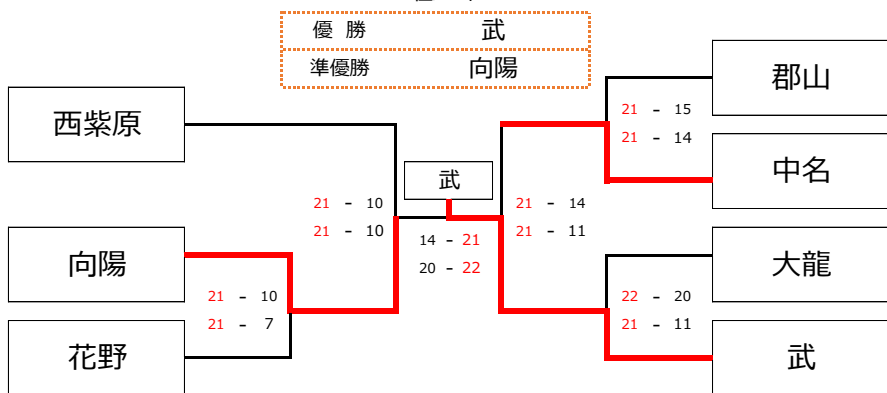 優 勝 武
準優勝 向陽
西紫原
向陽
花野
21 - 10
21 - 10
21 - 10
21 - 7
武
14 - 21
20 - 22
21 - 14
21 - 11
21 - 15
21 - 14
22 - 20
21 - 11
郡山
中名
大龍
武